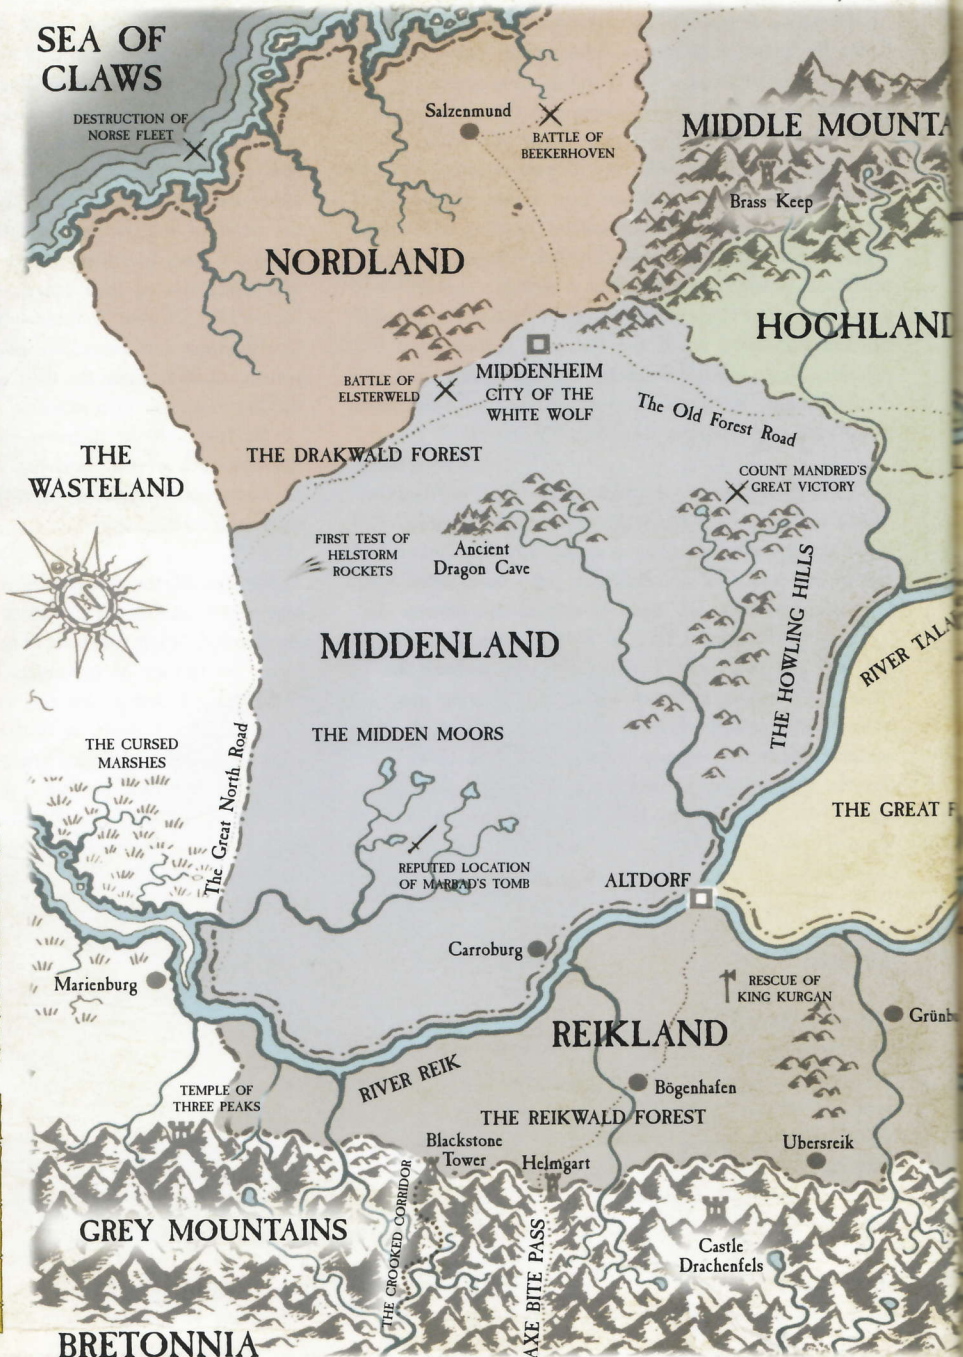 SEA OF
CLAWS
DESTRUCTION OF
NORSE FLEET
Salzenmund
BATTLE OF
BEEKERHOVEN
MIDDLE MOUNTA
Brass Keep
NORDLAND
HOCHLAND
MIDDENHEIM
CITY OF THE
WHITE WOLF
BATTLE OF
ELSTERWELD
The Old Forest Road
THE DRAKWALD FOREST
THE
WASTELAND
COUNT MANDRED'S
GREAT VICTORY
FIRST TEST OF
HELSTORM
ROCKETS
Ancient
Dragon Cave
THE HOWLING HILLS
MIDDENLAND
RIVER TALA
THE MIDDEN MOORS
THE CURSED
MARSHES
The Great North Road
THE GREAT F
REPUTED LOCATION
OF MARBAD'S TOMB
ALTDORF
Carroburg
Marienburg
RESCUE OF
KING KURGAN
Grünb
REIKLAND
RIVER REIK
Bögenhafen
TEMPLE OF
THREE PEAKS
THE REIKWALD FOREST
Blackstone
Tower
Helmgart
Ubersreik
GREY MOUNTAINS
THE CROOKED CORRIDOR
AXE BITE PASS
Castle
Drachenfels
BRETONNIA